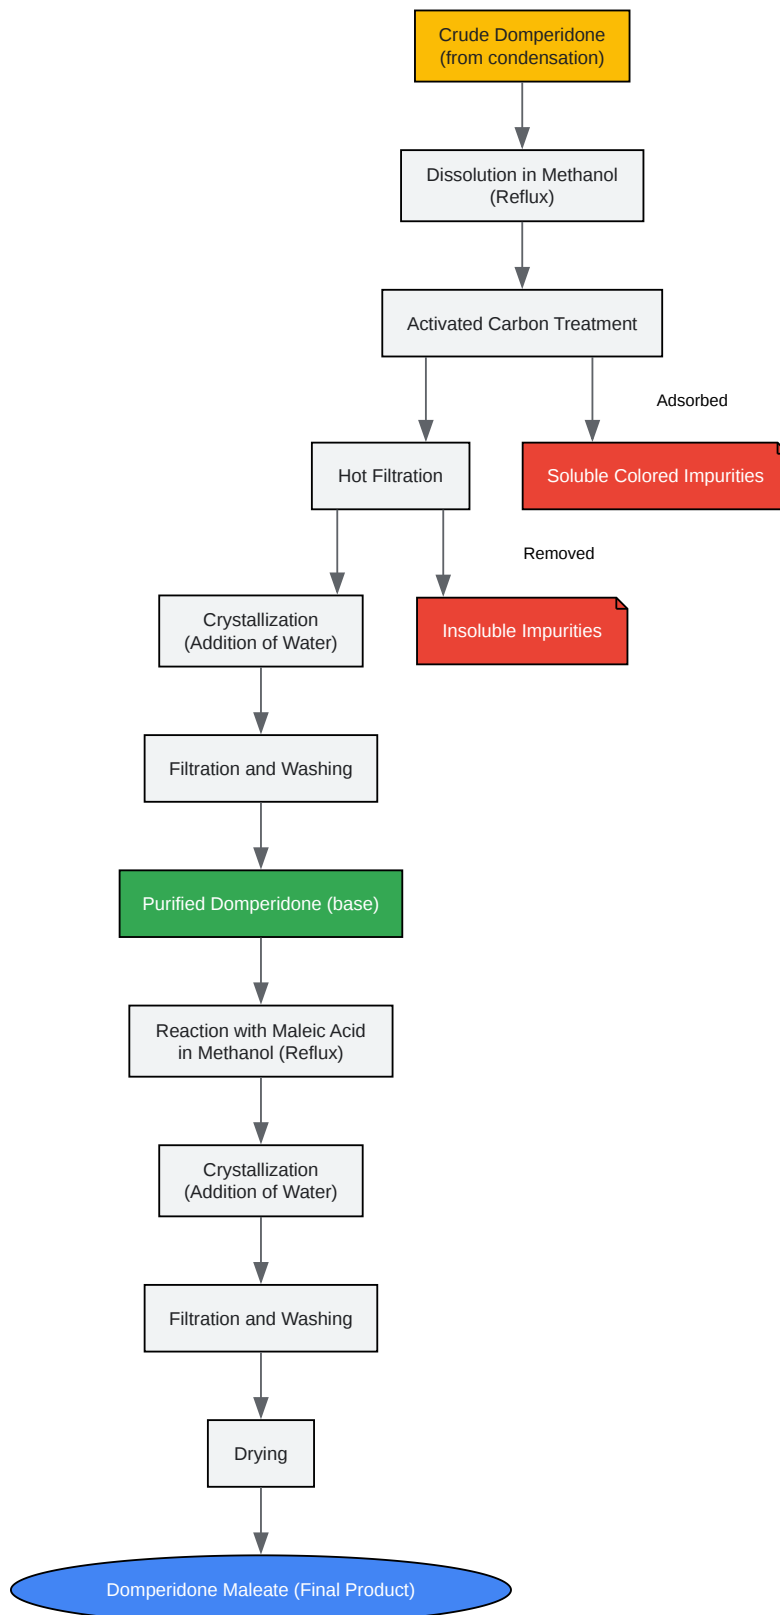 Crude Domperidone
(from condensation)
Dissolution in Methanol
(Reflux)
Activated Carbon Treatment
Adsorbed
Hot Filtration
Soluble Colored Impurities
Removed
Crystallization
(Addition of Water)
Insoluble Impurities
Filtration and Washing
Purified Domperidone (base)
Reaction with Maleic Acid
in Methanol (Reflux)
Crystallization
(Addition of Water)
Filtration and Washing
Drying
Domperidone Maleate (Final Product)